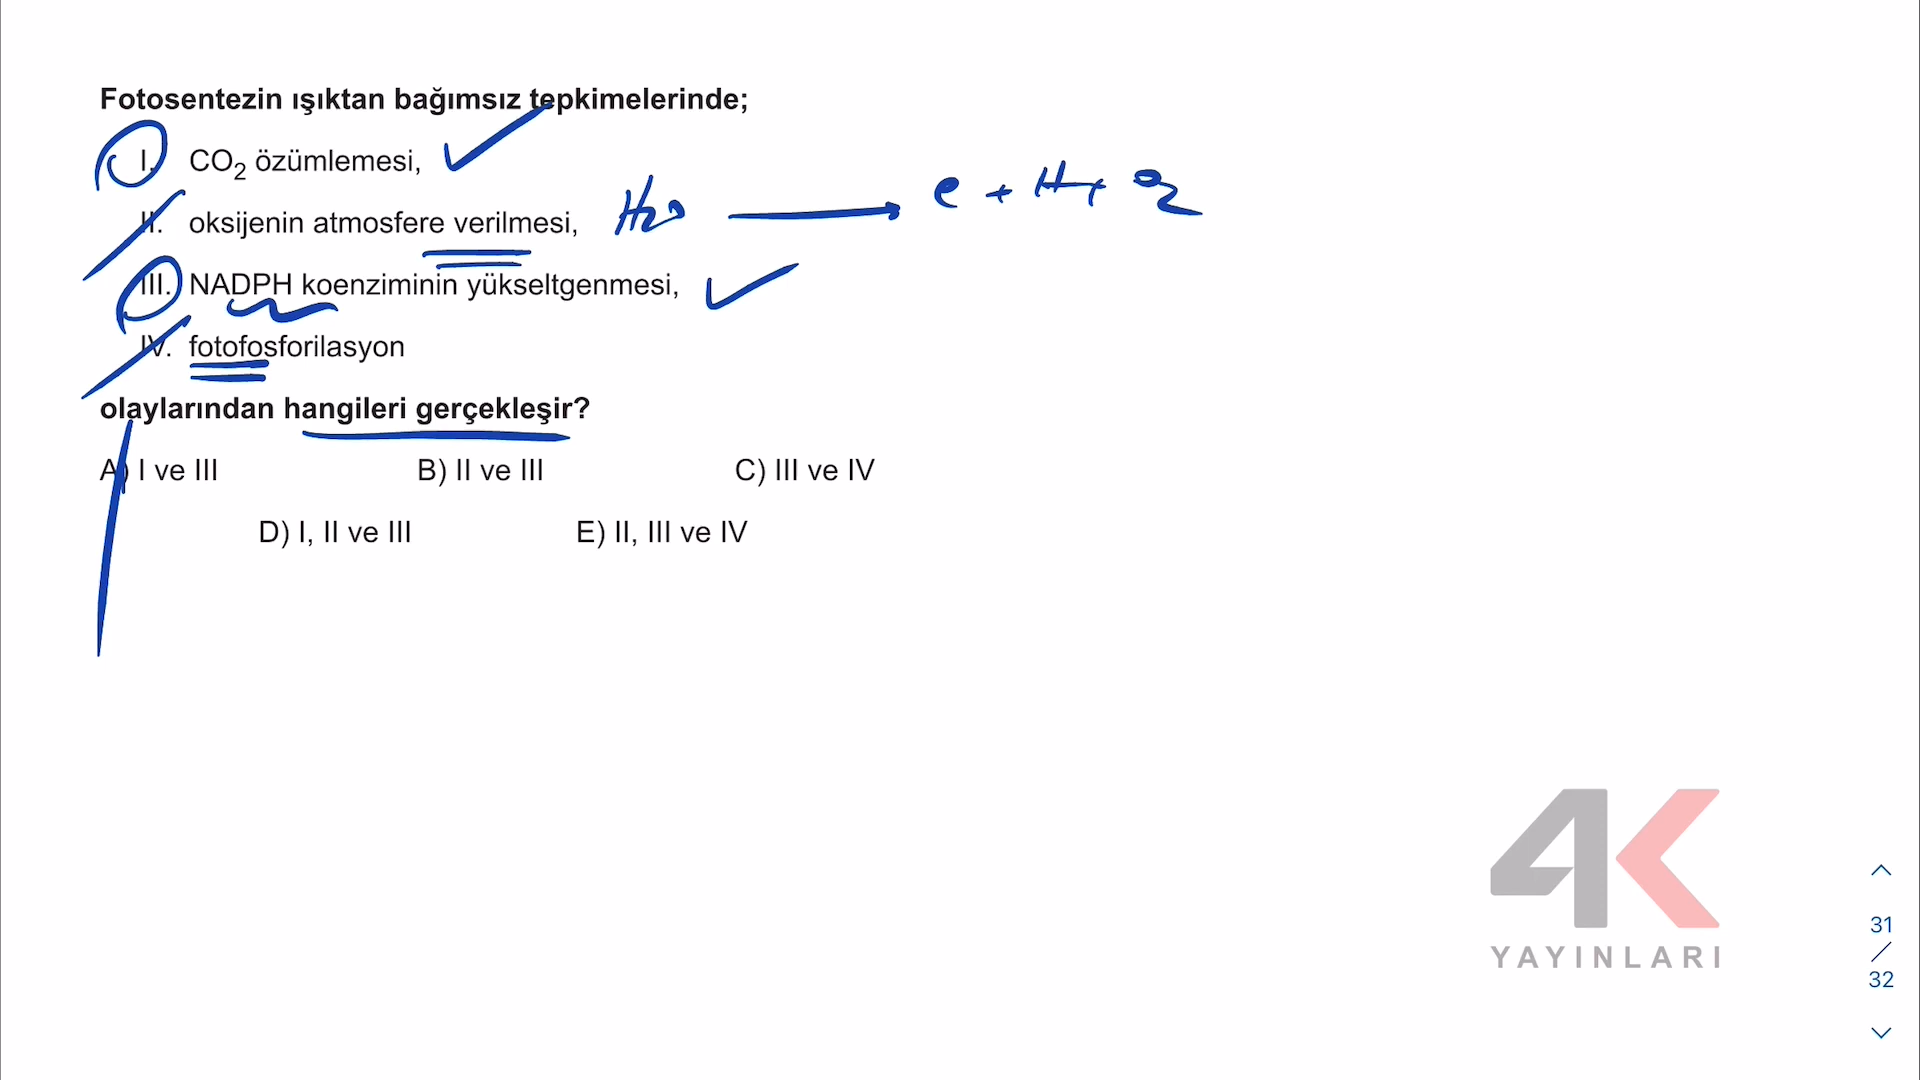 Fotosentezin ışıktan bağımsız tepkimelerinde;
I. CO₂ özümlemesi,
II. oksijenin atmosfere verilmesi,
H₂O → e + H + O₂
III. NADPH koenziminin yükseltgenmesi,
IV. fotofosforilasyon
olaylarından hangileri gerçekleşir?
A) I ve III B) II ve III C) III ve IV
D) I, II ve III E) II, III ve IV
4K
YAYINLARI
31
/
32